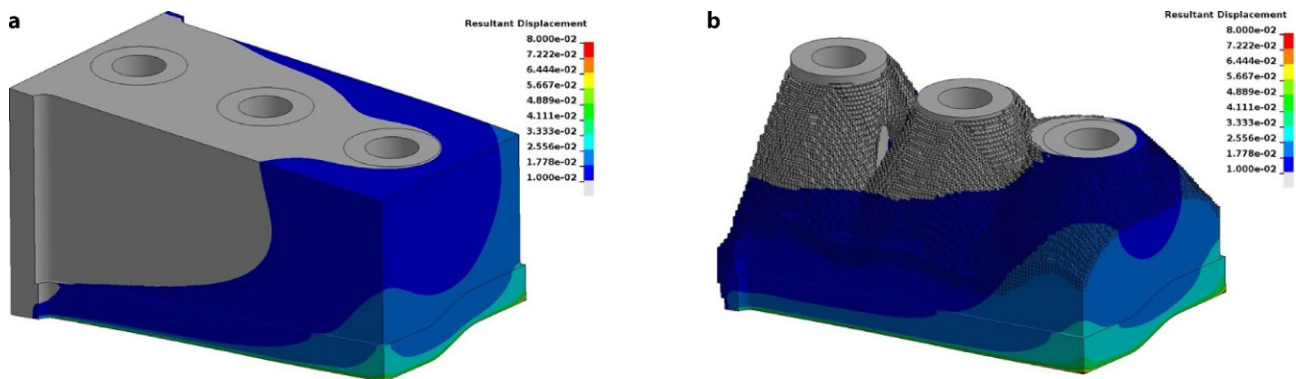 a
Resultant Displacement
8.000e-02
7.222e-02
6.444e-02
5.667e-02
4.889e-02
4.111e-02
3.333e-02
2.556e-02
1.778e-02
1.000e-02
b
Resultant Displacement
8.000e-02
7.222e-02
6.444e-02
5.667e-02
4.889e-02
4.111e-02
3.333e-02
2.556e-02
1.778e-02
1.000e-02